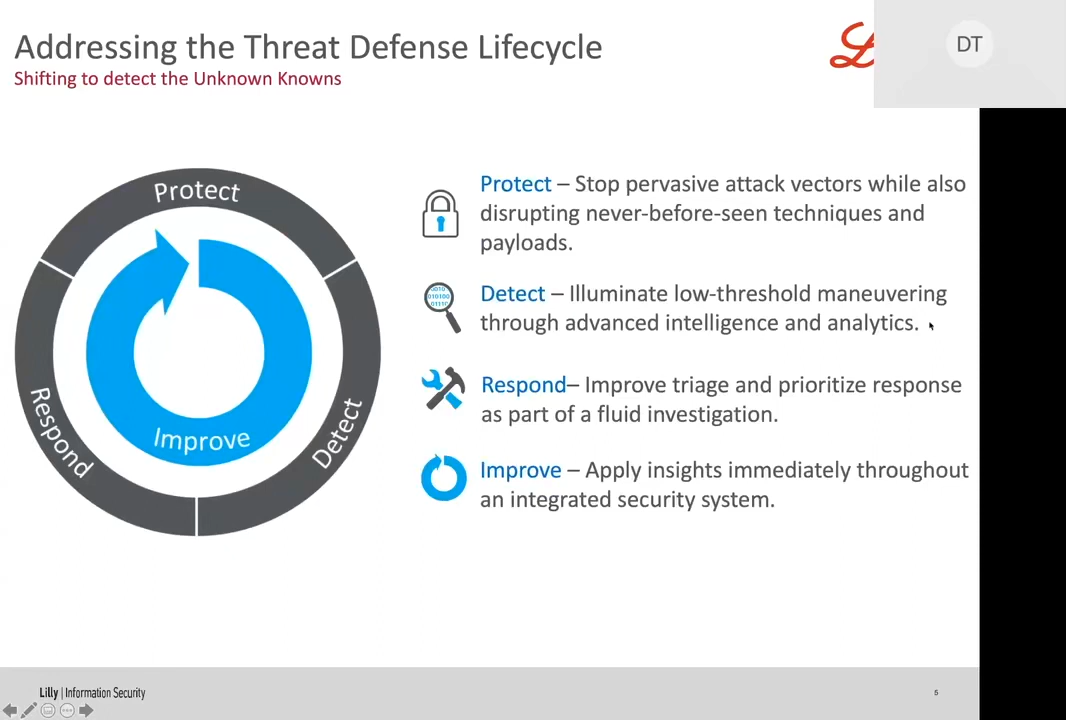 Addressing the Threat Defense Lifecycle
Shifting to detect the Unknown Knowns
DT
Protect
Detect
Respond
Improve
Protect – Stop pervasive attack vectors while also
disrupting never-before-seen techniques and
payloads.
0010
010100
01110
Detect – Illuminate low-threshold maneuvering
through advanced intelligence and analytics.
Respond– Improve triage and prioritize response
as part of a fluid investigation.
Improve – Apply insights immediately throughout
an integrated security system.
Lilly | Information Security